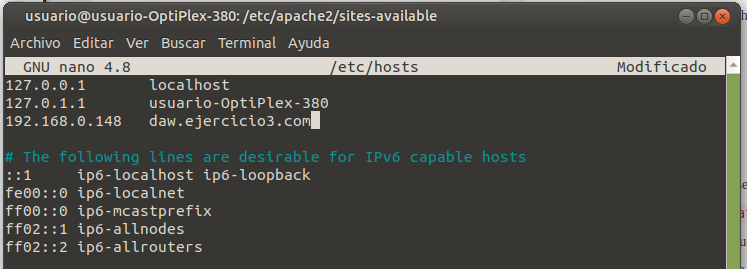 usuario@usuario-OptiPlex-380: /etc/apache2/sites-available
Archivo Editar Ver Buscar Terminal Ayuda
GNU nano 4.8 /etc/hosts Modificado
127.0.0.1 localhost
127.0.1.1 usuario-OptiPlex-380
192.168.0.148 daw.ejercicio3.com
# The following lines are desirable for IPv6 capable hosts
::1 ip6-localhost ip6-loopback
fe00::0 ip6-localnet
ff00::0 ip6-mcastprefix
ff02::1 ip6-allnodes
ff02::2 ip6-allrouters